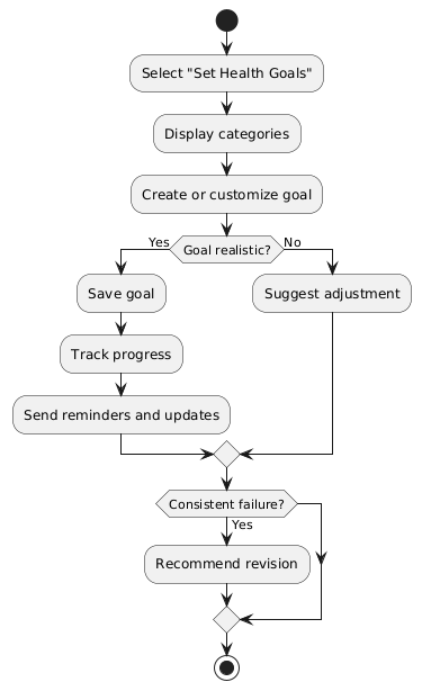 Select "Set Health Goals"
Display categories
Create or customize goal
Yes
Goal realistic?
No
Save goal
Suggest adjustment
Track progress
Send reminders and updates
Consistent failure?
Yes
Recommend revision